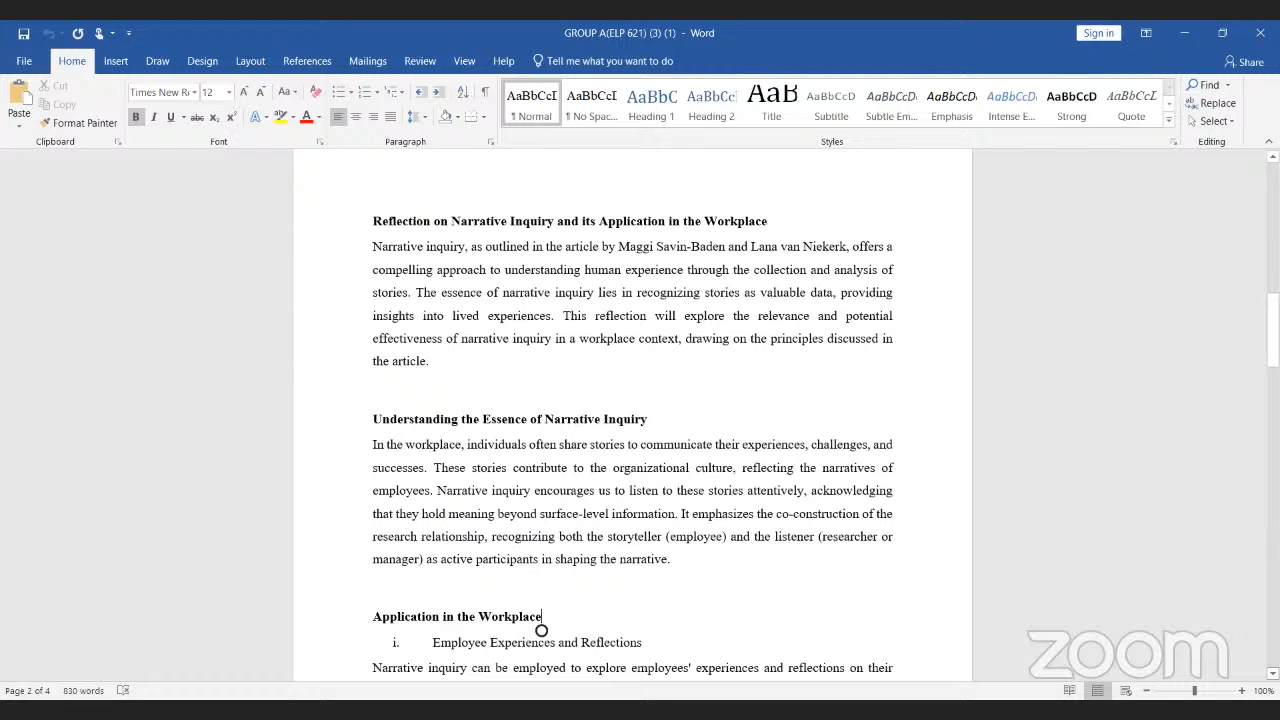 GROUP A(ELP 621) (3) (1) - Word
Sign in
File Home Insert Draw Design Layout References Mailings Review View Help Tell me what you want to do
Share
Paste
Cut
Copy
Format Painter
Clipboard
Times New Ro 12
Font
Paragraph
AaBbCcI AaBbCcI AaBbC AaBbCc AaB AaBbCcD AaBbCcDt AaBbCcDt AaBbCcDt AaBbCcD AaBbCcD
¶ Normal ¶ No Spac... Heading 1 Heading 2 Title Subtitle Subtle Em... Emphasis Intense E... Strong Quote
Styles
Find
Replace
Select
Editing
Reflection on Narrative Inquiry and its Application in the Workplace
Narrative inquiry, as outlined in the article by Maggi Savin-Baden and Lana van Niekerk, offers a
compelling approach to understanding human experience through the collection and analysis of
stories. The essence of narrative inquiry lies in recognizing stories as valuable data, providing
insights into lived experiences. This reflection will explore the relevance and potential
effectiveness of narrative inquiry in a workplace context, drawing on the principles discussed in
the article.
Understanding the Essence of Narrative Inquiry
In the workplace, individuals often share stories to communicate their experiences, challenges, and
successes. These stories contribute to the organizational culture, reflecting the narratives of
employees. Narrative inquiry encourages us to listen to these stories attentively, acknowledging
that they hold meaning beyond surface-level information. It emphasizes the co-construction of the
research relationship, recognizing both the storyteller (employee) and the listener (researcher or
manager) as active participants in shaping the narrative.
Application in the Workplace
i. Employee Experiences and Reflections
Narrative inquiry can be employed to explore employees' experiences and reflections on their
zoom
Page 2 of 4 830 words
100%